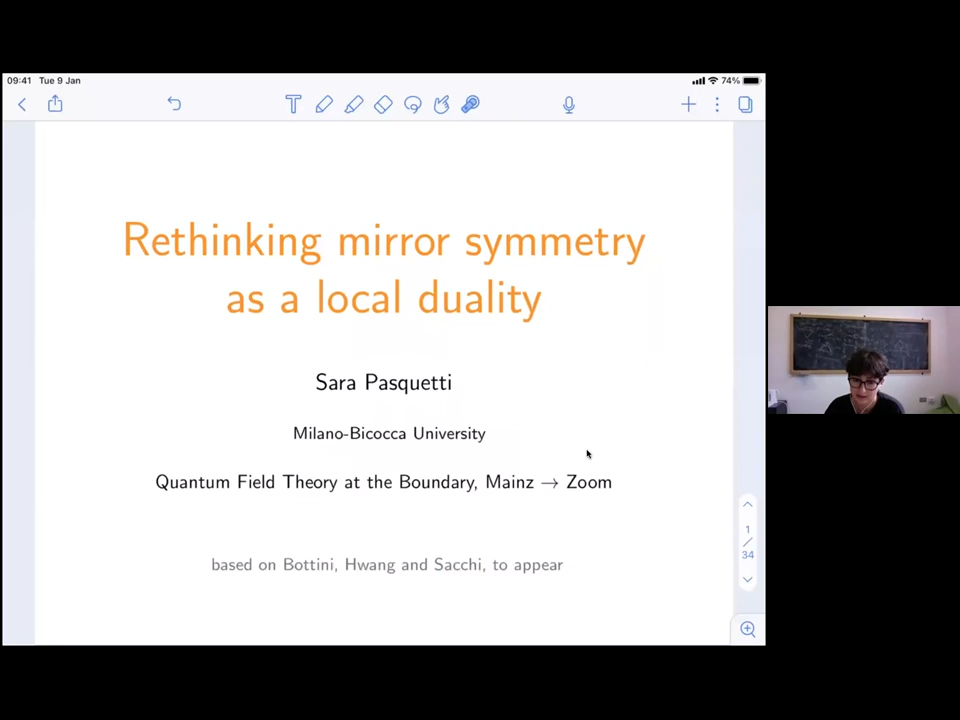 09:41 Tue 9 Jan
74%
Rethinking mirror symmetry
as a local duality
Sara Pasquetti
Milano-Bicocca University
Quantum Field Theory at the Boundary, Mainz → Zoom
based on Bottini, Hwang and Sacchi, to appear
1
/
34